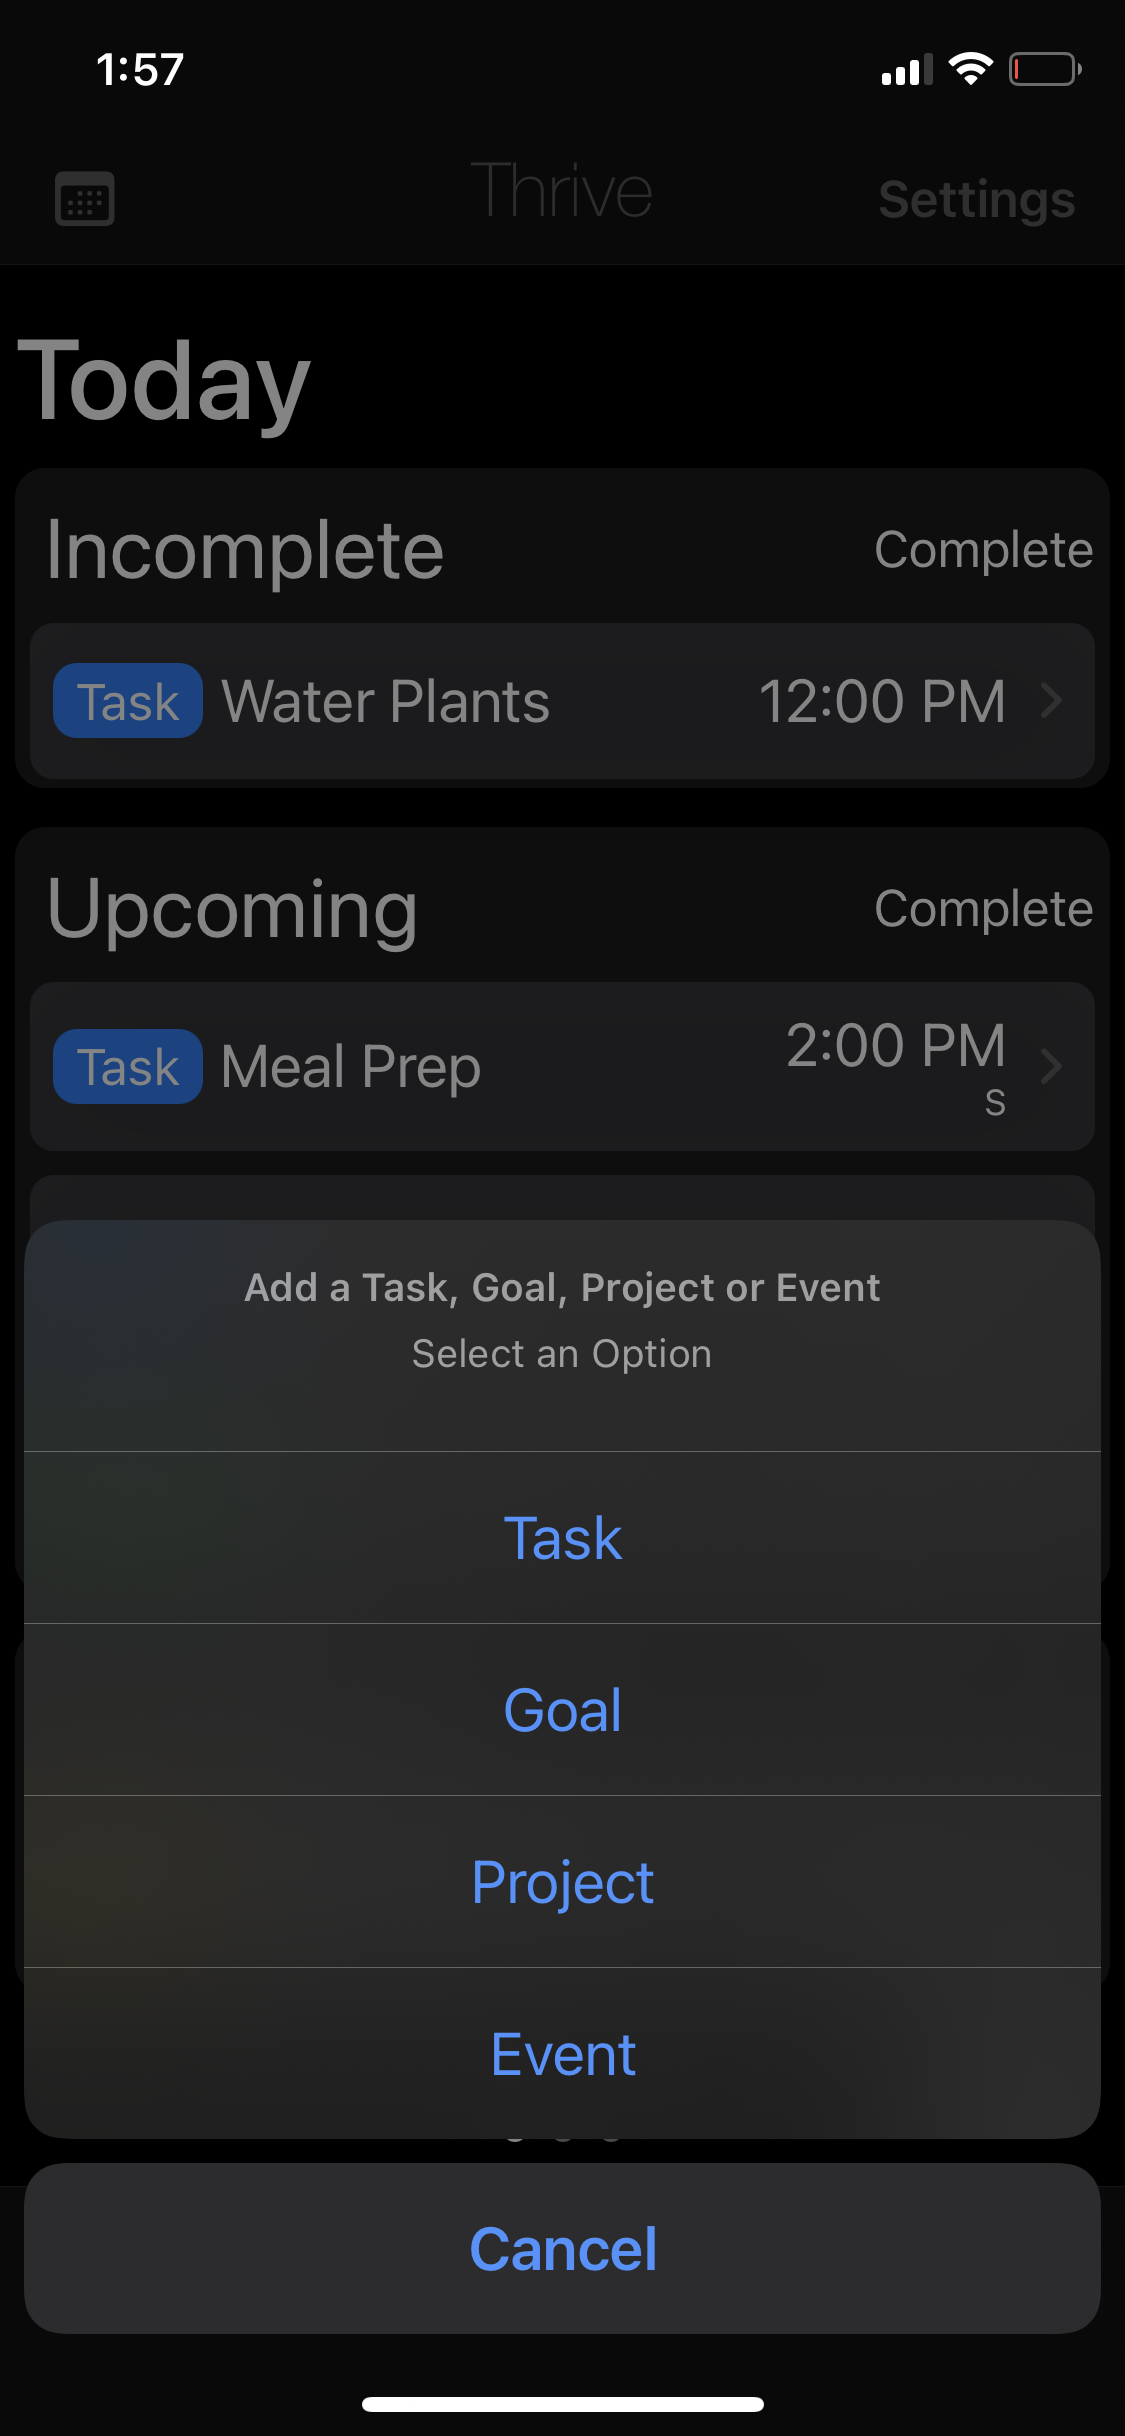 1:57
Thrive
Settings
Today
Incomplete
Complete
Task Water Plants 12:00 PM
Upcoming
Complete
Task Meal Prep 2:00 PM
S
Add a Task, Goal, Project or Event
Select an Option
Task
Goal
Project
Event
Cancel